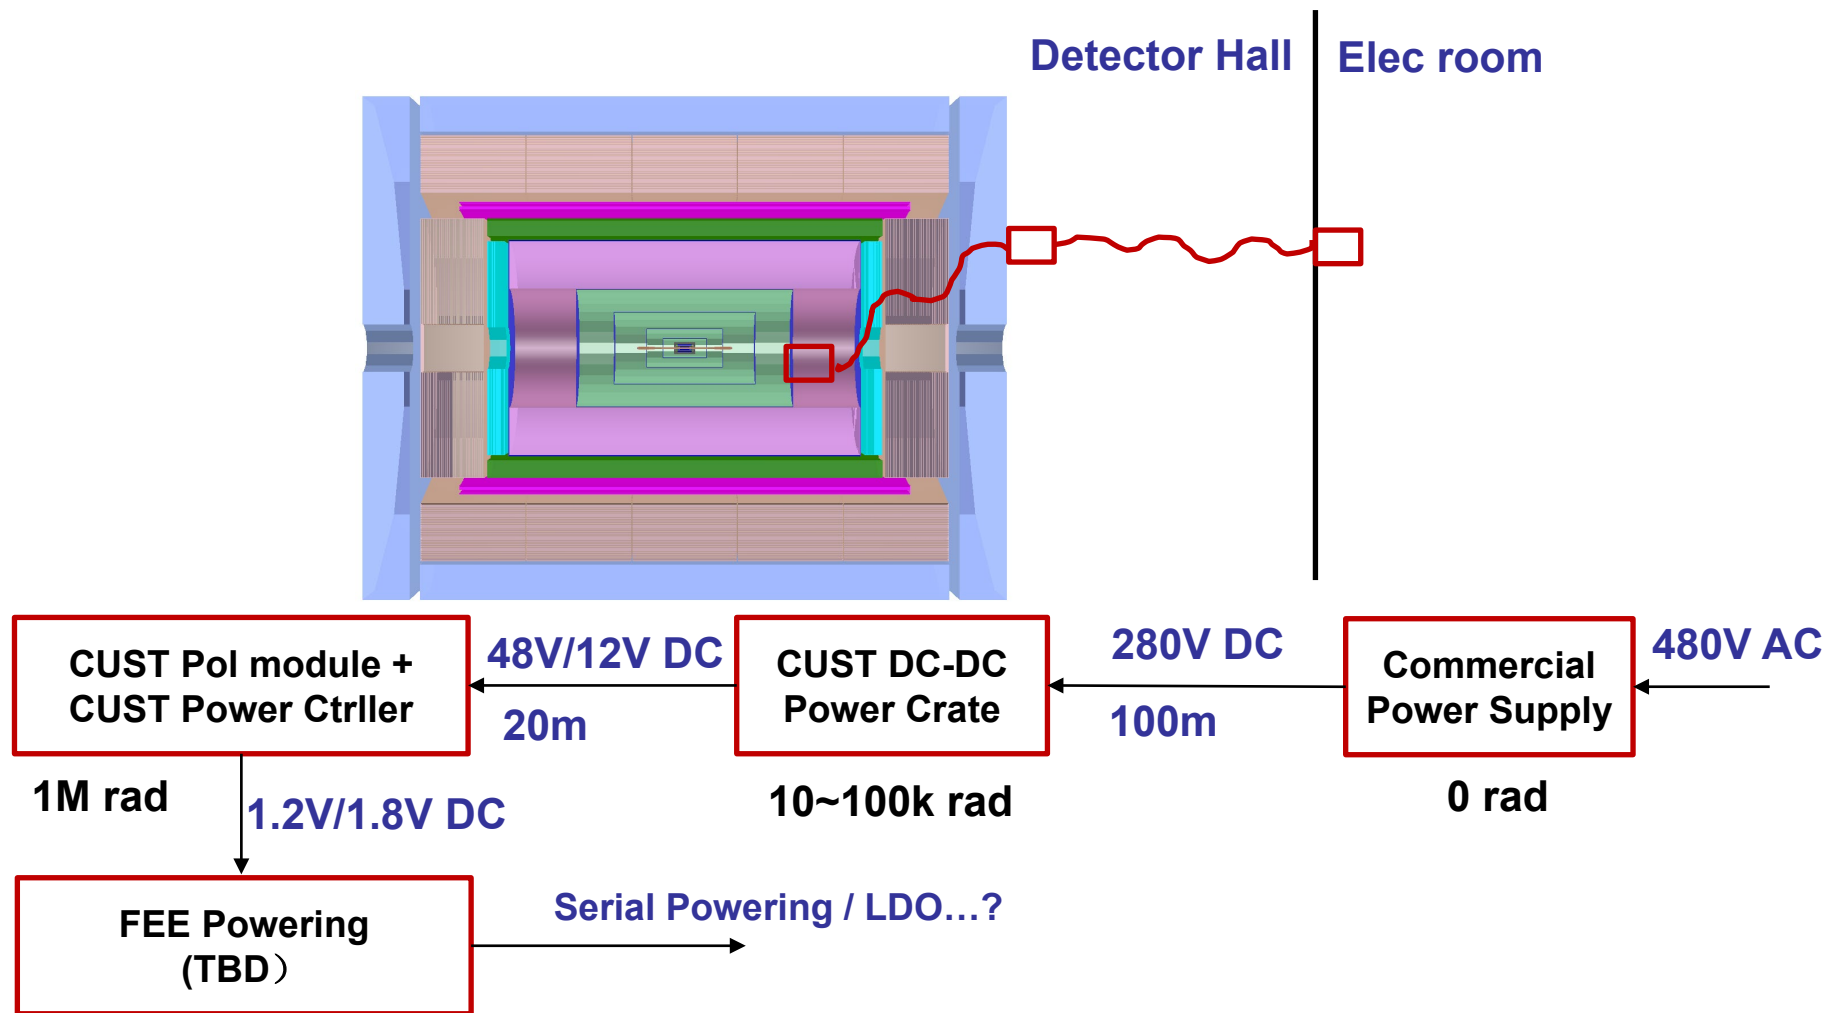 Detector Hall
Elec room
CUST Pol module +
CUST Power Ctrller
48V/12V DC
20m
CUST DC-DC
Power Crate
280V DC
100m
Commercial
Power Supply
480V AC
1M rad
10~100k rad
0 rad
1.2V/1.8V DC
FEE Powering
(TBD）
Serial Powering / LDO…?